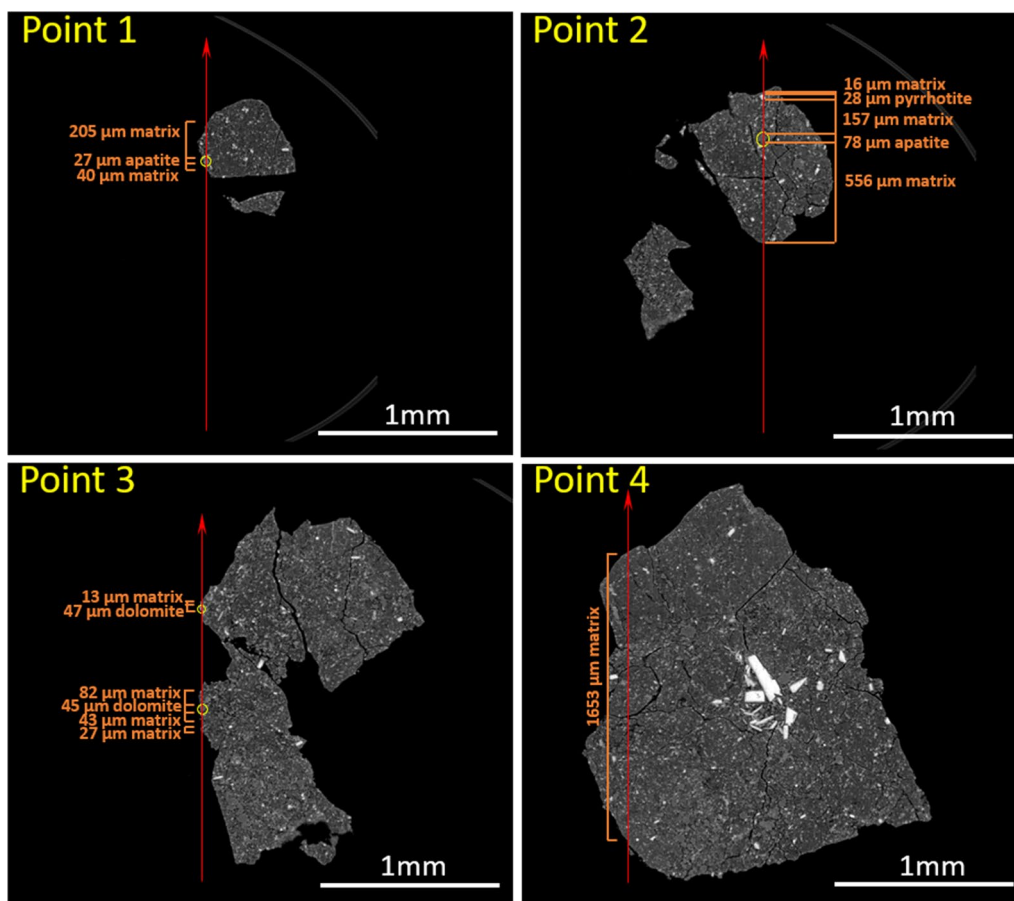 Point 1
205 µm matrix
27 µm apatite
40 µm matrix
1mm
Point 2
16 µm matrix
28 µm pyrrhotite
157 µm matrix
78 µm apatite
556 µm matrix
1mm
Point 3
13 µm matrix
47 µm dolomite
82 µm matrix
45 µm dolomite
43 µm matrix
27 µm matrix
1mm
Point 4
1653 µm matrix
1mm